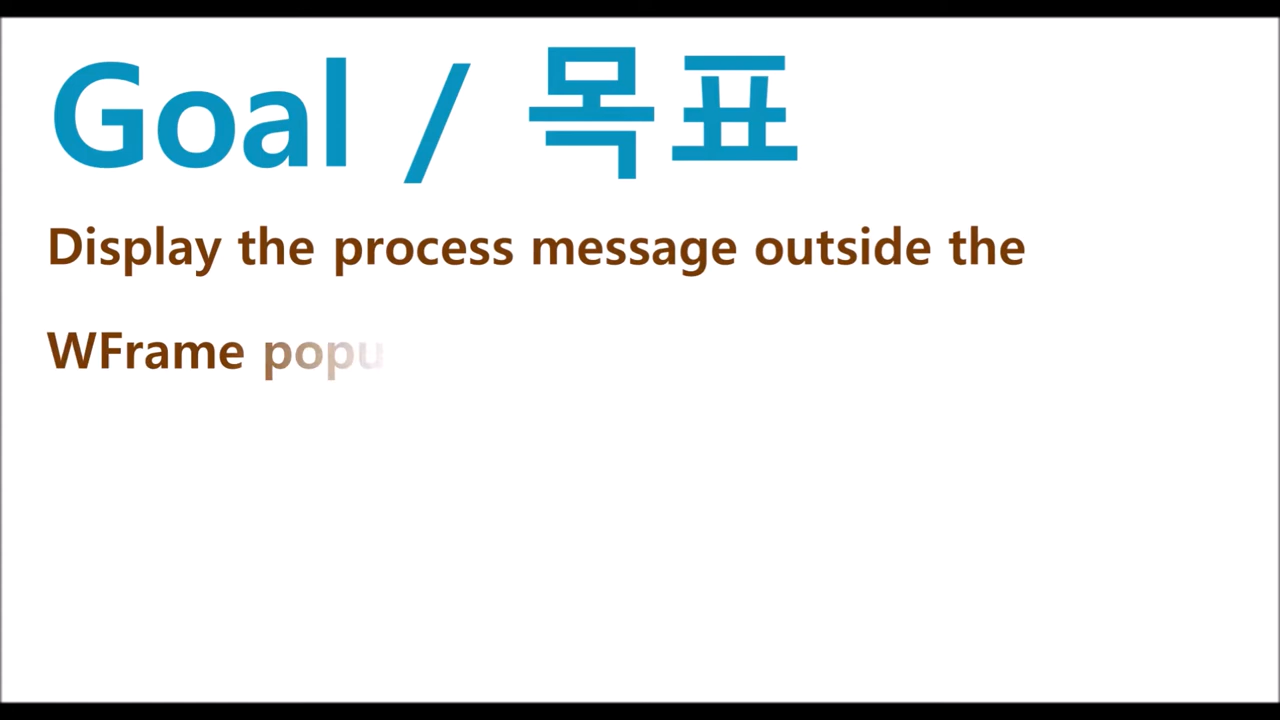 Goal / 목표
Display the process message outside the
WFrame popu